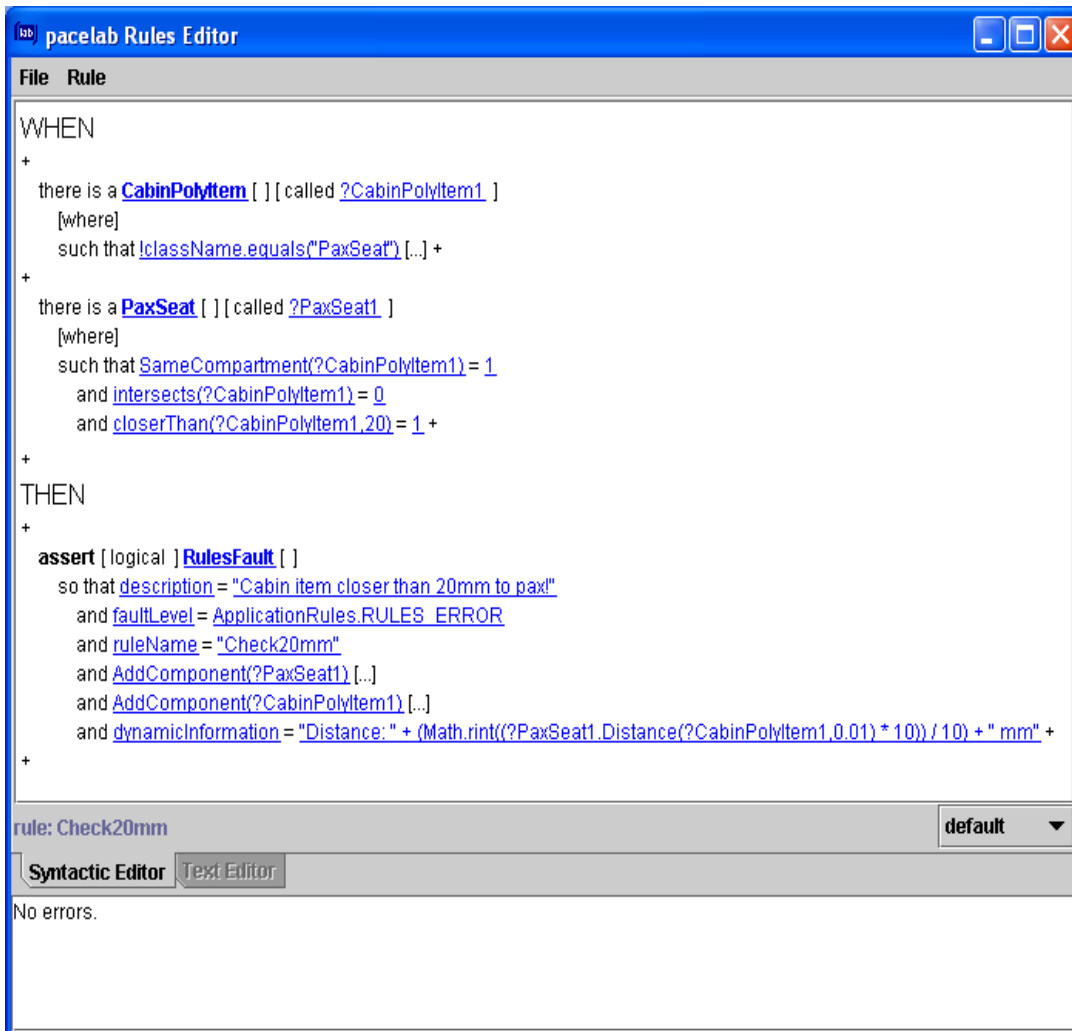 lab pacelab Rules Editor
File Rule
WHEN
+
there is a CabinPolyItem [ ] [ called ?CabinPolyItem1 ]
[where]
such that !className.equals("PaxSeat") [...] +
+
there is a PaxSeat [ ] [ called ?PaxSeat1 ]
[where]
such that SameCompartment(?CabinPolyItem1) = 1
and intersects(?CabinPolyItem1) = 0
and closerThan(?CabinPolyItem1,20) = 1 +
+
THEN
+
assert [ logical ] RulesFault [ ]
so that description = "Cabin item closer than 20mm to pax!"
and faultLevel = ApplicationRules.RULES_ERROR
and ruleName = "Check20mm"
and AddComponent(?PaxSeat1) [...]
and AddComponent(?CabinPolyItem1) [...]
and dynamicInformation = "Distance: " + (Math.rint((?PaxSeat1.Distance(?CabinPolyItem1,0.01) * 10)) / 10) + " mm" +
+
rule: Check20mm default
Syntactic Editor Text Editor
No errors.